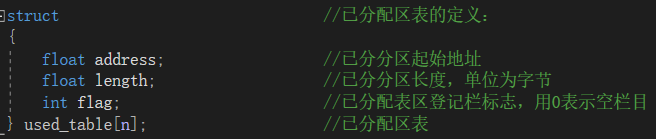 struct //已分配区表的定义:
{
float address; //已分分区起始地址
float length; //已分分区长度，单位为字节
int flag; //已分配表区登记栏标志，用0表示空栏目
} used_table[n]; //已分配区表